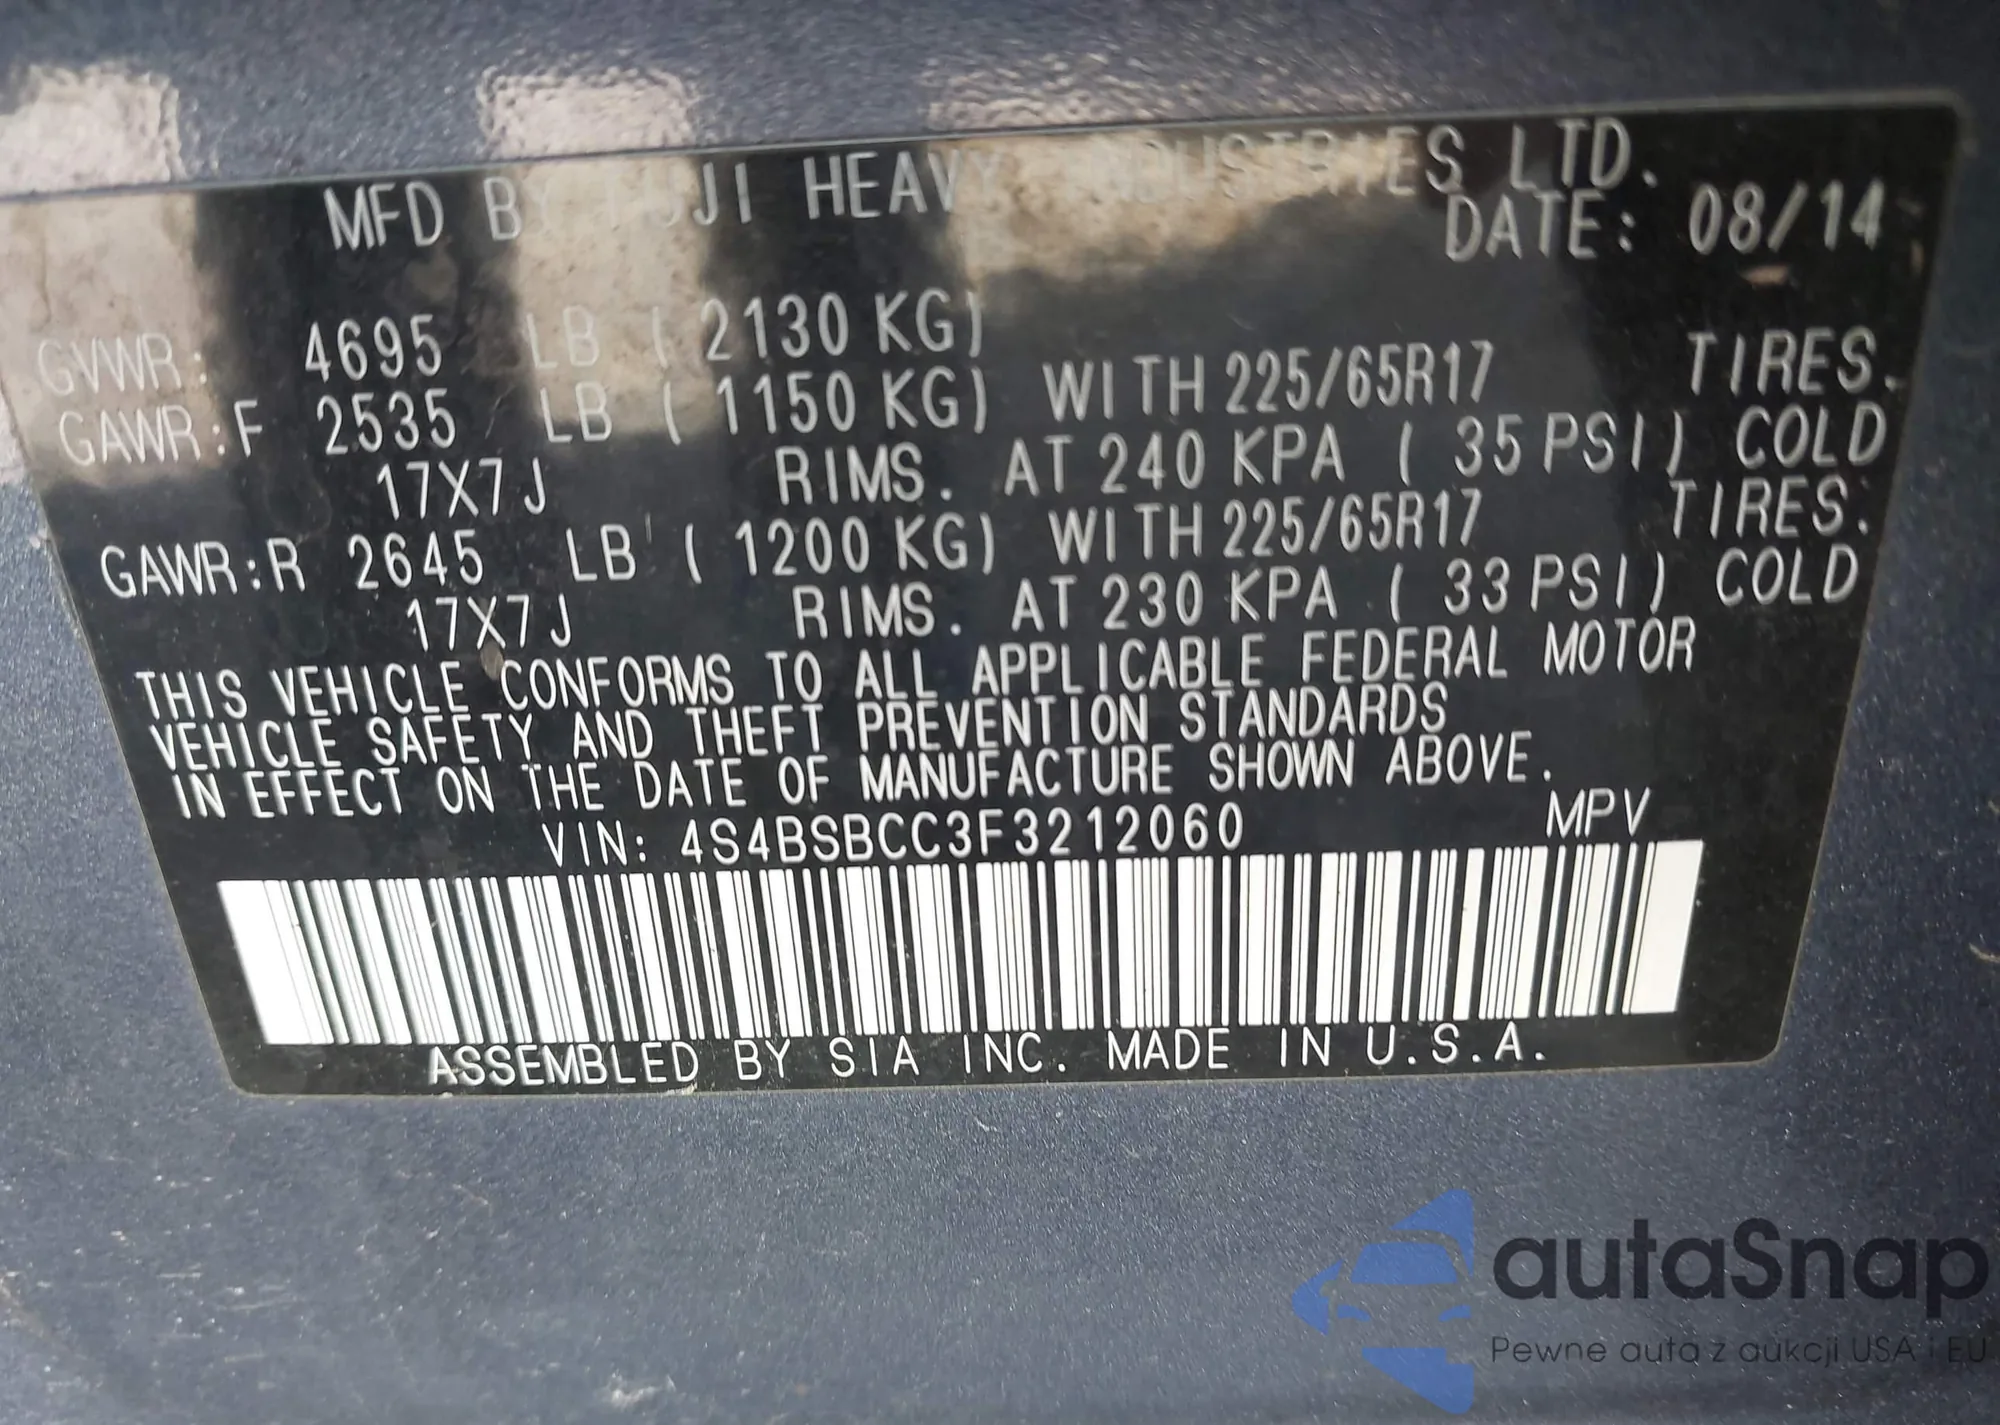 MFD BY FUJI HEAVY INDUSTRIES LTD.
DATE: 08/14
GVWR: 4695 LB ( 2130 KG)
GAWR:F 2535 LB ( 1150 KG) WITH 225/65R17 TIRES.
17X7J RIMS. AT 240 KPA ( 35 PSI) COLD
GAWR:R 2645 LB ( 1200 KG) WITH 225/65R17 TIRES.
17X7J RIMS. AT 230 KPA ( 33 PSI) COLD
THIS VEHICLE CONFORMS TO ALL APPLICABLE FEDERAL MOTOR
VEHICLE SAFETY AND THEFT PREVENTION STANDARDS
IN EFFECT ON THE DATE OF MANUFACTURE SHOWN ABOVE.
VIN: 4S4BSBCC3F3212060 MPV
ASSEMBLED BY SIA INC. MADE IN U.S.A.
autaSnap
Pewne auta z aukcji USA i EU